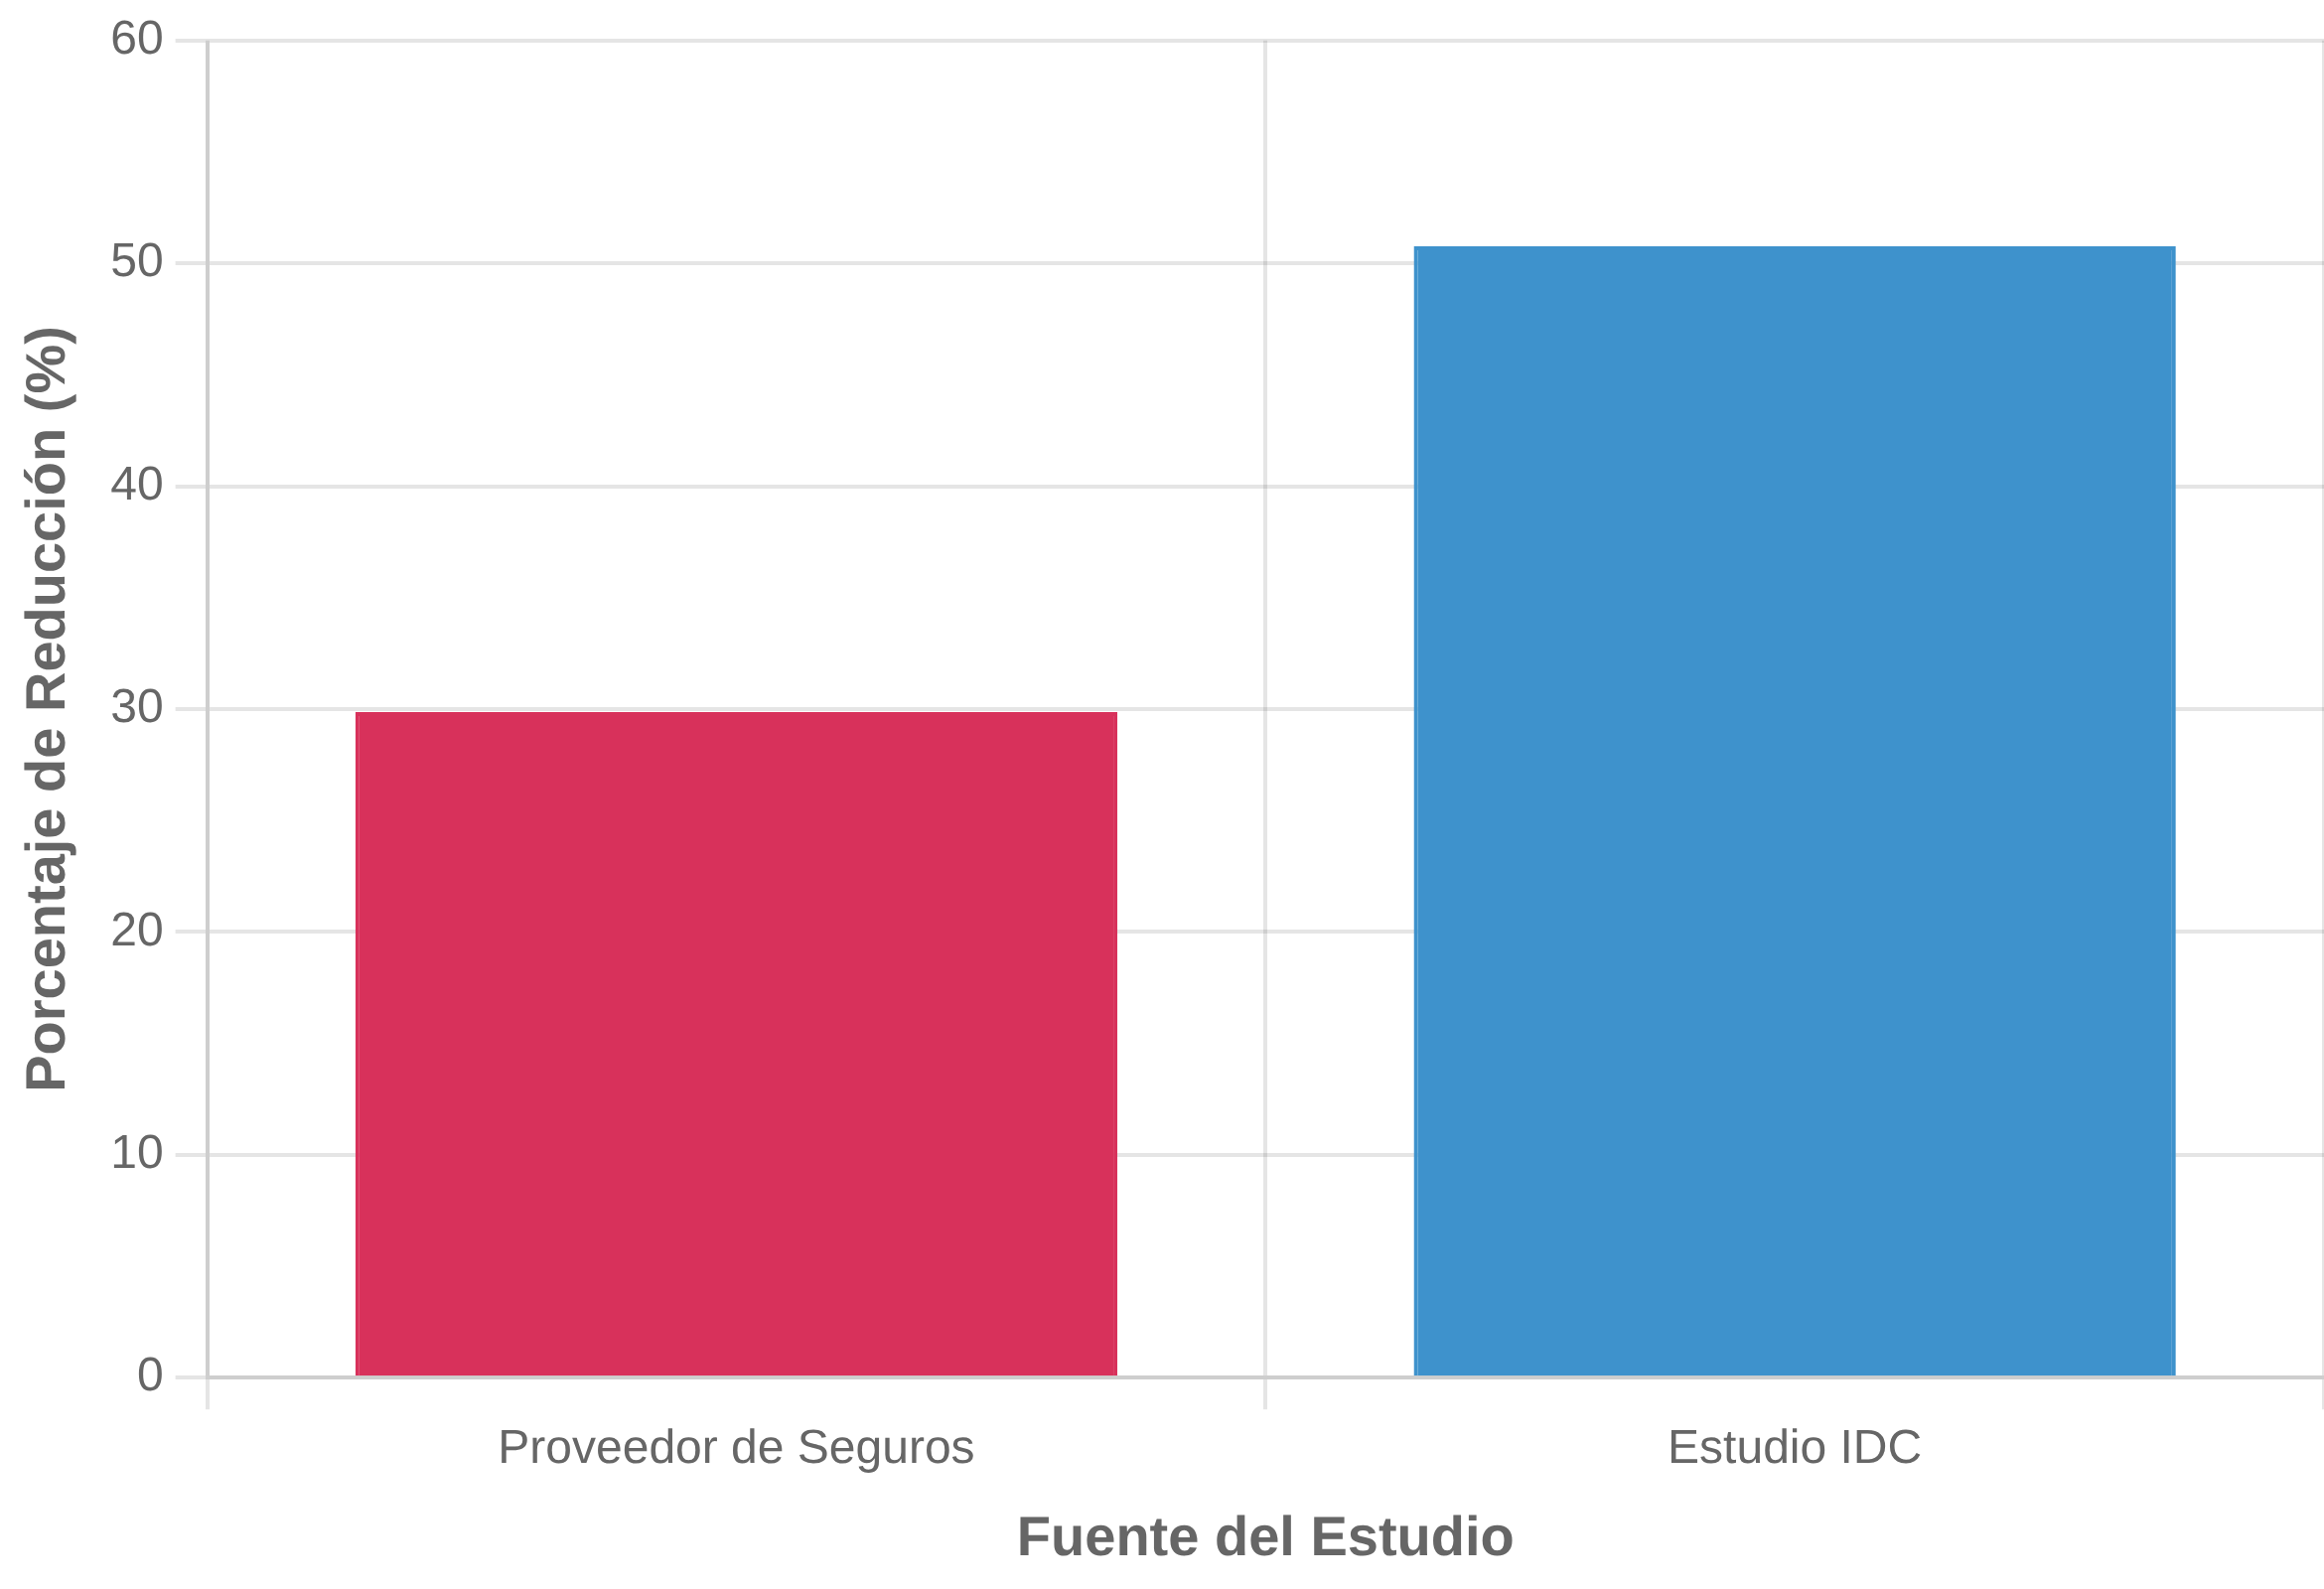 Porcentaje de Reducción (%)
60
50
40
30
20
10
0
Proveedor de Seguros
Estudio IDC
Fuente del Estudio